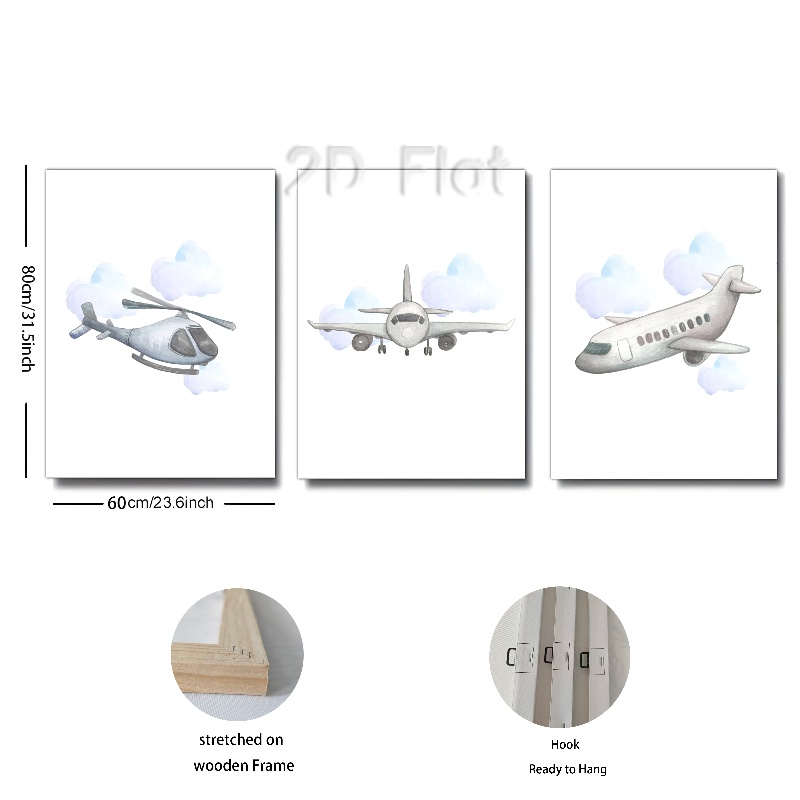 2D Flat
80cm/31.5inch
60cm/23.6inch
stretched on
wooden Frame
Hook
Ready to Hang